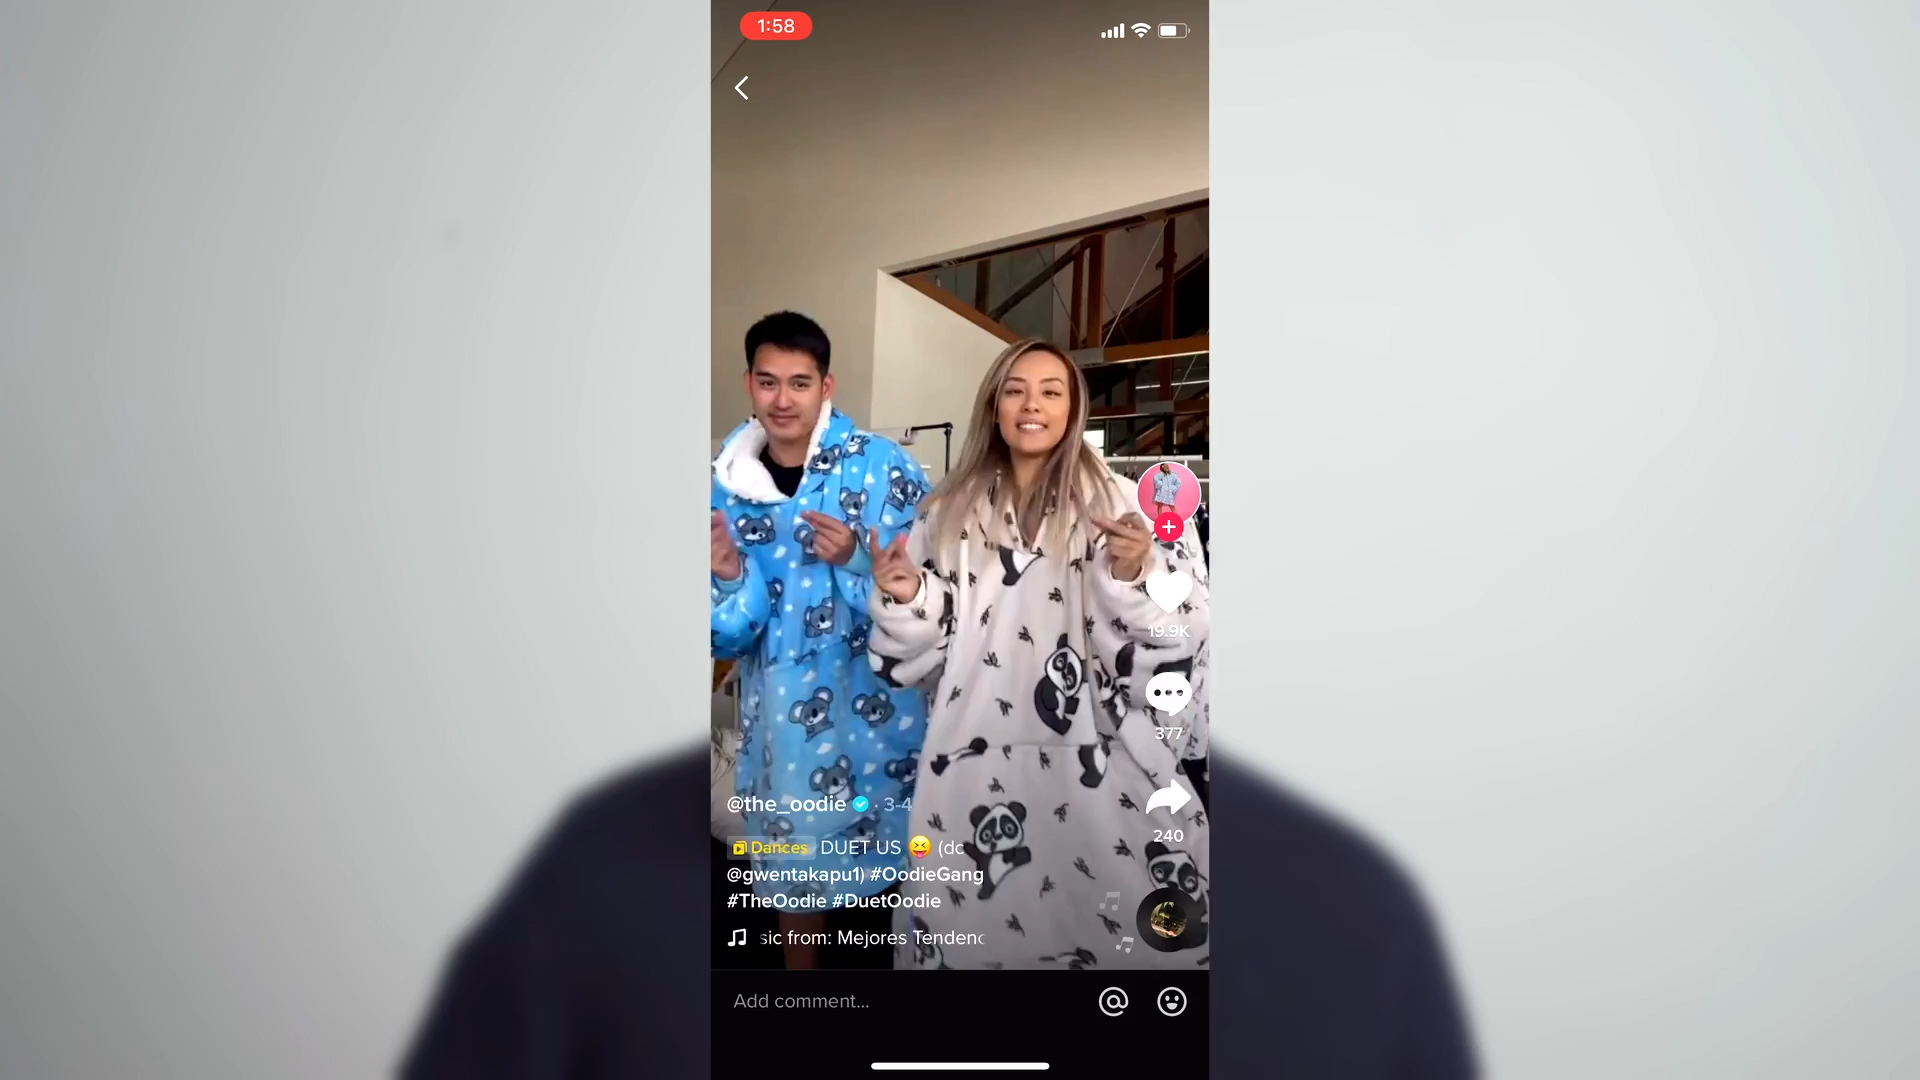 1:58
@the_oodie · 3-4
Dances DUET US 😝 (dc
@gwentakapu1) #OodieGang
#TheOodie #DuetOodie
sic from: Mejores Tendenc
19.9K
377
240
Add comment...